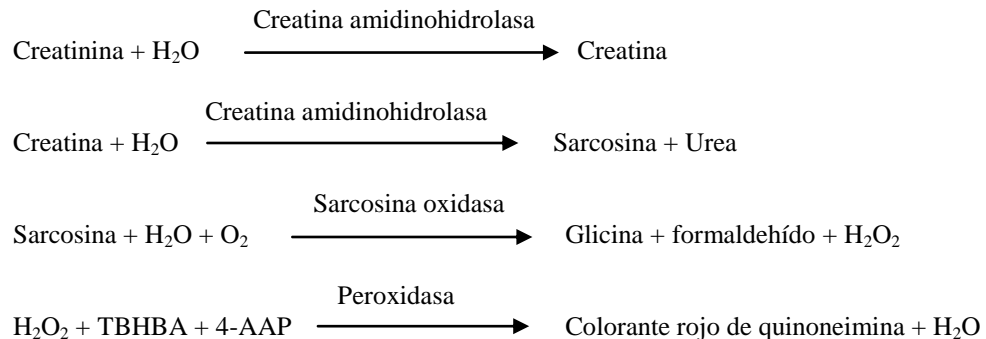 Creatina amidinohidrolasa
Creatinina + H₂O Creatina
Creatina amidinohidrolasa
Creatina + H₂O Sarcosina + Urea
Sarcosina oxidasa
Sarcosina + H₂O + O₂ Glicina + formaldehído + H₂O₂
Peroxidasa
H₂O₂ + TBHBA + 4-AAP Colorante rojo de quinoneimina + H₂O